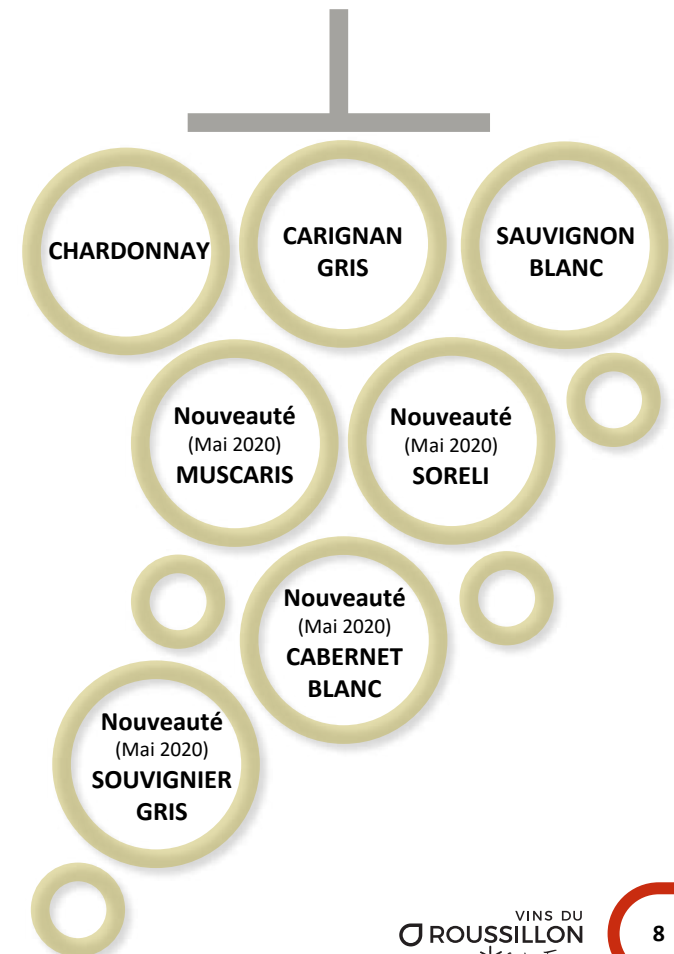 CHARDONNAY
CARIGNAN
GRIS
SAUVIGNON
BLANC
Nouveauté
(Mai 2020)
MUSCARIS
Nouveauté
(Mai 2020)
SORELI
Nouveauté
(Mai 2020)
CABERNET
BLANC
Nouveauté
(Mai 2020)
SOUVIGNIER
GRIS
VINS DU
ROUSSILLON
8